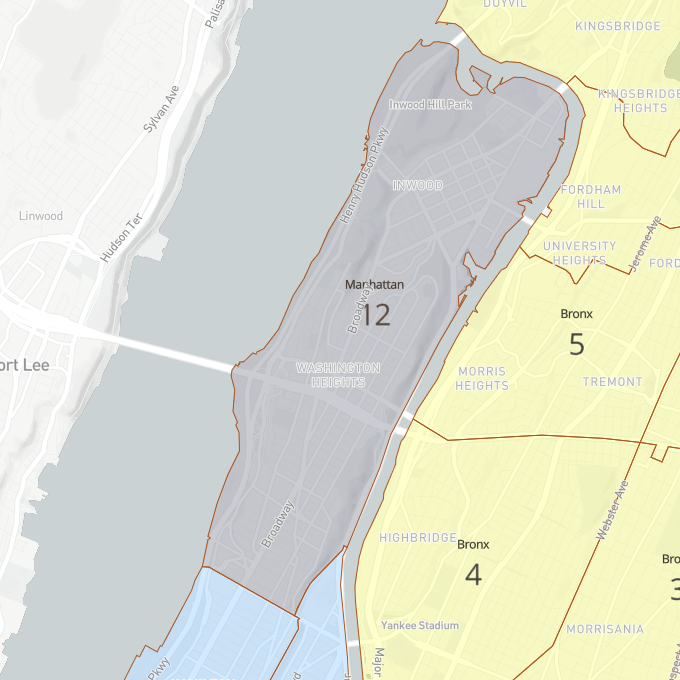 DUYVIL
KINGSBRIDGE
Palisa
Sylvan Ave
KINGSBRIDGE
HEIGHTS
Inwood Hill Park
Henry Hudson Pkwy
INWOOD
FORDHAM
HILL
Linwood
Hudson Ter
UNIVERSITY
HEIGHTS
Jerome Ave
FORD
Manhattan
12
Broadway
Bronx
5
ort Lee
WASHINGTON
HEIGHTS
MORRIS
HEIGHTS
TREMONT
Webster Ave
Broadway
HIGHBRIDGE
Bronx
4
Bro
3
Yankee Stadium
MORRISANIA
Major
Pkwy